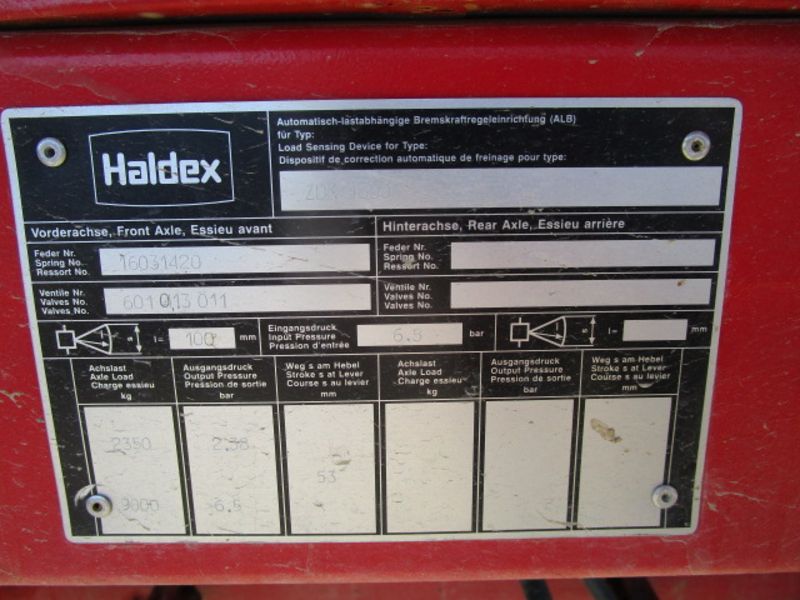 Haldex
Automatisch-lastabhängige Bremskraftregeleinrichtung (ALB)
für Typ:
Load Sensing Device for Type:
Dispositif de correction automatique de freinage pour type:
Vorderachse, Front Axle, Essieu avant
Feder Nr.
Spring No.
Ressort No.
16031420
Ventile Nr.
Valves No.
Valves No.
601 013 011
Hinterachse, Rear Axle, Essieu arrière
Feder Nr.
Spring No.
Ressort No.
Ventile Nr.
Valves No.
Valves No.
s l= 100 mm
Eingangsdruck
Input Pressure
Pression d'entrée
6.5 bar
s l= mm
Achslast
Axle Load
Charge essieu
kg
Ausgangsdruck
Output Pressure
Pression de sortie
bar
Weg s am Hebel
Stroke s at Lever
Course s au levier
mm
Achslast
Axle Load
Charge essieu
kg
Ausgangsdruck
Output Pressure
Pression de sortie
bar
Weg s am Hebel
Stroke s at Lever
Course s au levier
mm
2350 2.38
53
9000 6.5